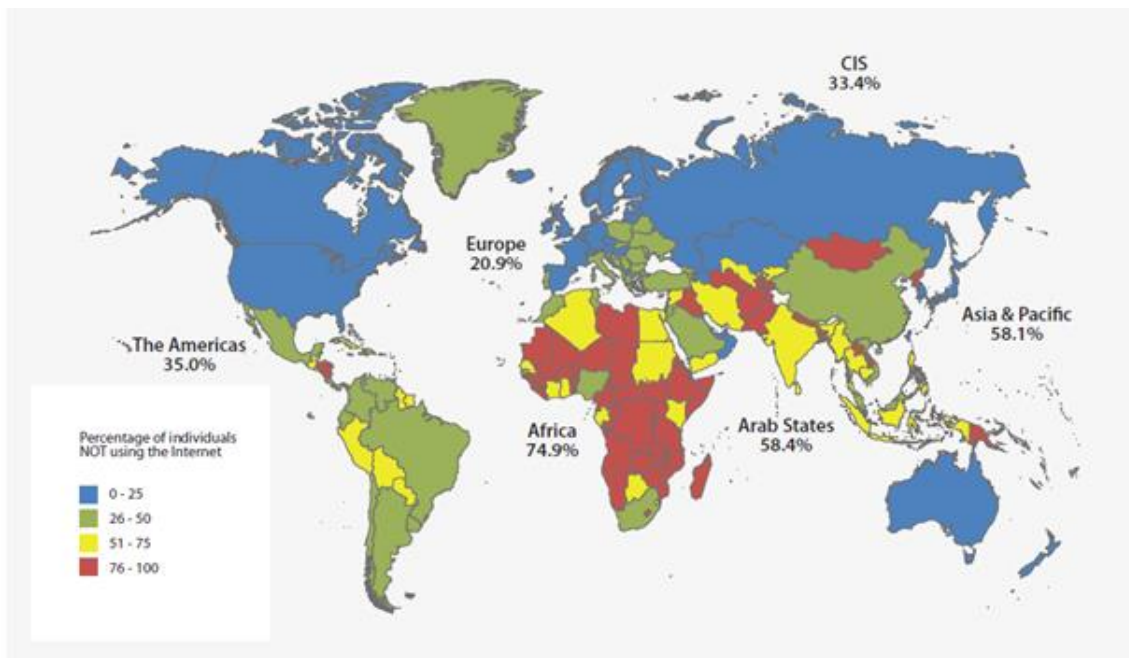 CIS
33.4%
Europe
20.9%
The Americas
35.0%
Asia & Pacific
58.1%
Africa
74.9%
Arab States
58.4%
Percentage of individuals
NOT using the Internet
0 - 25
26 - 50
51 - 75
76 - 100